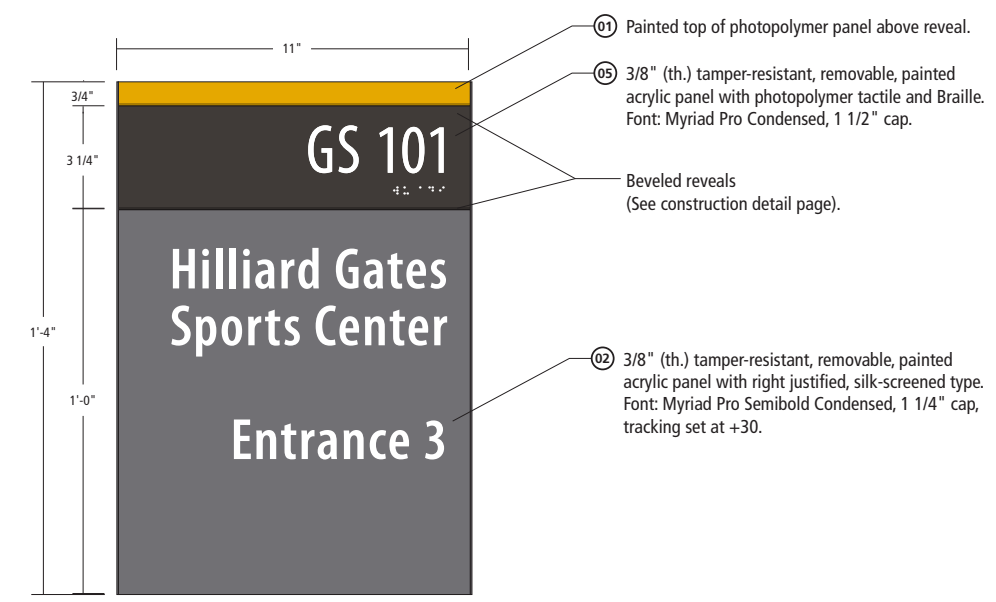 11"
01 Painted top of photopolymer panel above reveal.
3/4"
05 3/8" (th.) tamper-resistant, removable, painted
acrylic panel with photopolymer tactile and Braille.
Font: Myriad Pro Condensed, 1 1/2" cap.
3 1/4"
GS 101
Beveled reveals
(See construction detail page).
Hilliard Gates
Sports Center
1'-4"
1'-0"
02 3/8" (th.) tamper-resistant, removable, painted
acrylic panel with right justified, silk-screened type.
Font: Myriad Pro Semibold Condensed, 1 1/4" cap,
tracking set at +30.
Entrance 3